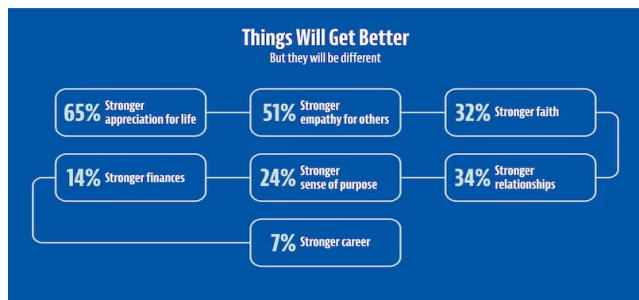 Things Will Get Better
But they will be different
65% Stronger
appreciation for life
51% Stronger
empathy for others
32% Stronger faith
14% Stronger finances
24% Stronger
sense of purpose
34% Stronger
relationships
7% Stronger career